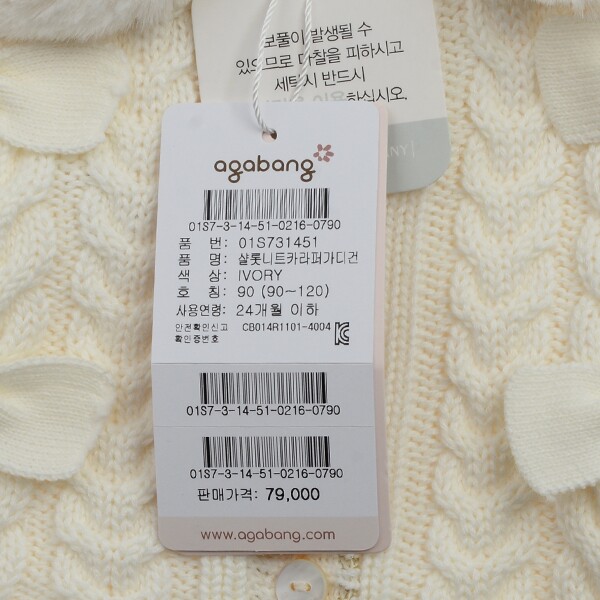 보풀이 발생될 수
있으므로 마찰을 피하시고
세탁시 반드시
하십시오.
NY
agabang
01S7-3-14-51-0216-0790
품 번: 01S731451
품 명: 샬롯니트카라퍼가디건
색 상: IVORY
호 칭: 90 (90~120)
사용연령: 24개월 이하
안전확인신고 CB014R1101-4004
확인증번호
01S7-3-14-51-0216-0790
01S7-3-14-51-0216-0790
판매가격: 79,000
www.agabang.com